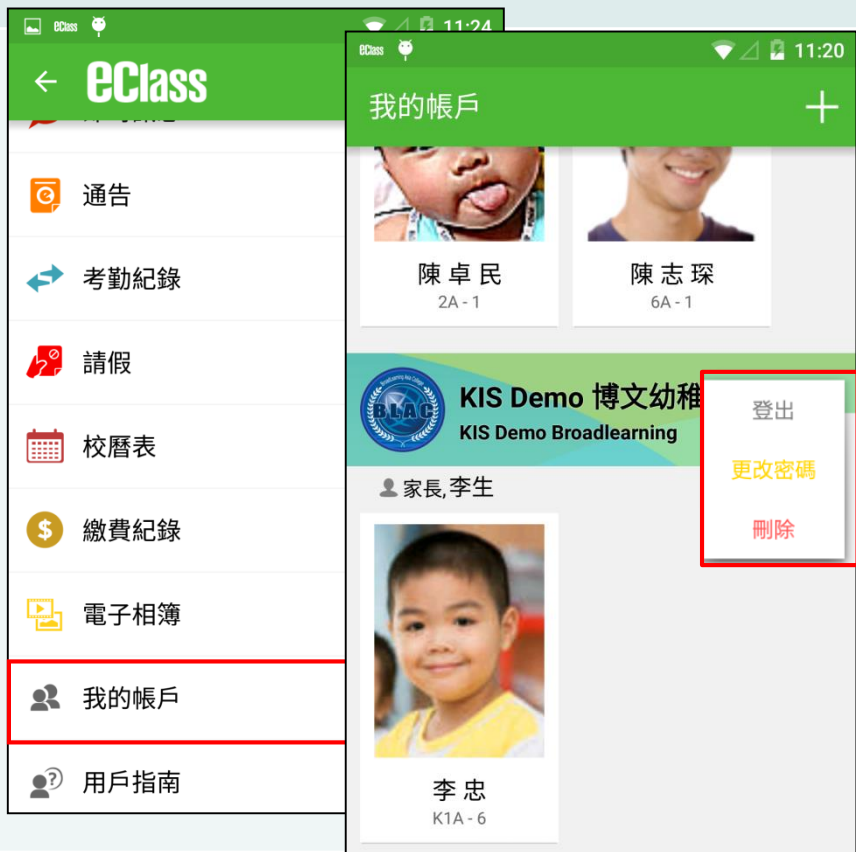 eClass
11:24
eClass
通告
考勤紀錄
請假
校曆表
繳費紀錄
電子相簿
我的帳戶
用戶指南
eClass
11:20
我的帳戶
陳卓民
2A - 1
陳志琛
6A - 1
BLAC
KIS Demo 博文幼稚
KIS Demo Broadlearning
登出
更改密碼
刪除
家長,李生
李忠
K1A - 6